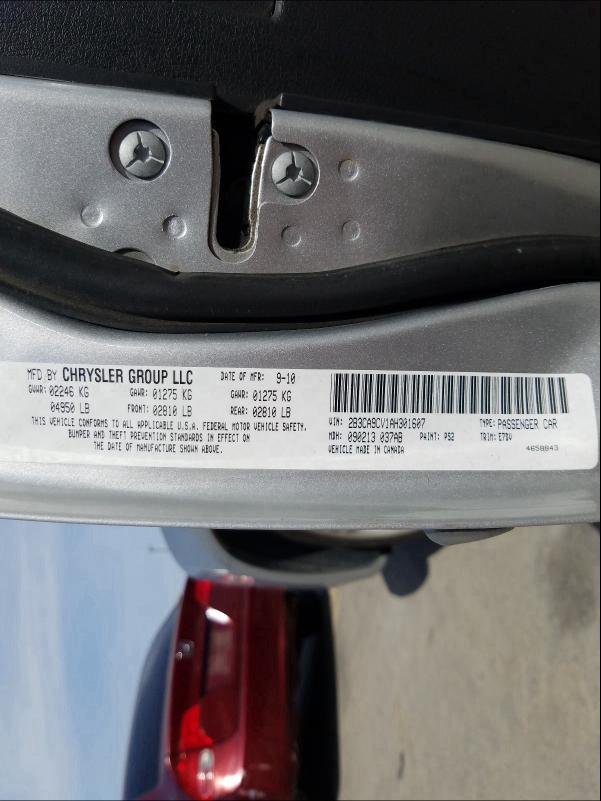 MFD BY CHRYSLER GROUP LLC DATE OF MFR: 9-10
GVWR: 02246 KG GAWR: 01275 KG GAWR: 01275 KG
04950 LB FRONT: 02810 LB REAR: 02810 LB
THIS VEHICLE CONFORMS TO ALL APPLICABLE U.S.A. FEDERAL MOTOR VEHICLE SAFETY,
BUMPER AND THEFT PREVENTION STANDARDS IN EFFECT ON
THE DATE OF MANUFACTURE SHOWN ABOVE.
VIN: 2B3CA9CV1AH301607 TYPE: PASSENGER CAR
MDH: 090213 037AB PAINT: PS2 TRIM: E7DV
VEHICLE MADE IN CANADA 4658943